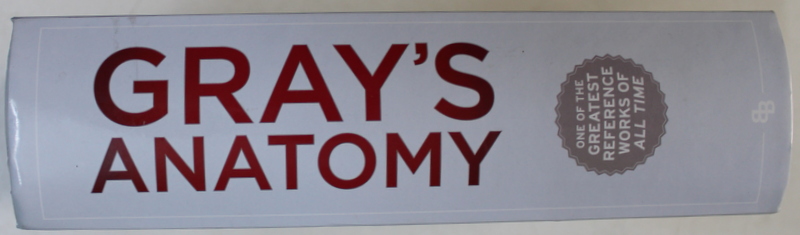 GRAY'S
ANATOMY
ONE OF THE
GREATEST
REFERENCE
WORKS OF
ALL TIME